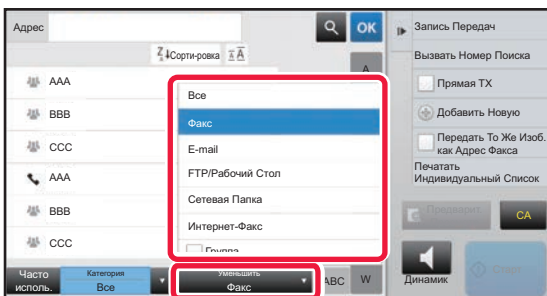 Адрес
OK
Z
Сорти-ровка
A
A
AAA
BBB
CCC
AAA
BBB
CCC
Все
Факс
E-mail
FTP/Рабочий Стол
Сетевая Папка
Интернет-Факс
Группа
Часто
исполь.
Категория
Все
Уменьшить
Факс
ABC
W
Запись Передач
Вызвать Номер Поиска
Прямая TX
Добавить Новую
Передать То Же Изоб.
как Адрес Факса
Печатать
Индивидуальный Список
Предварит.
CA
Динамик
Старт